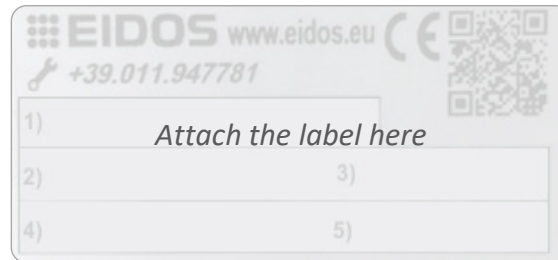 EIDOS www.eidos.eu CE
+39.011.947781
1)
Attach the label here
2) 3)
4) 5)